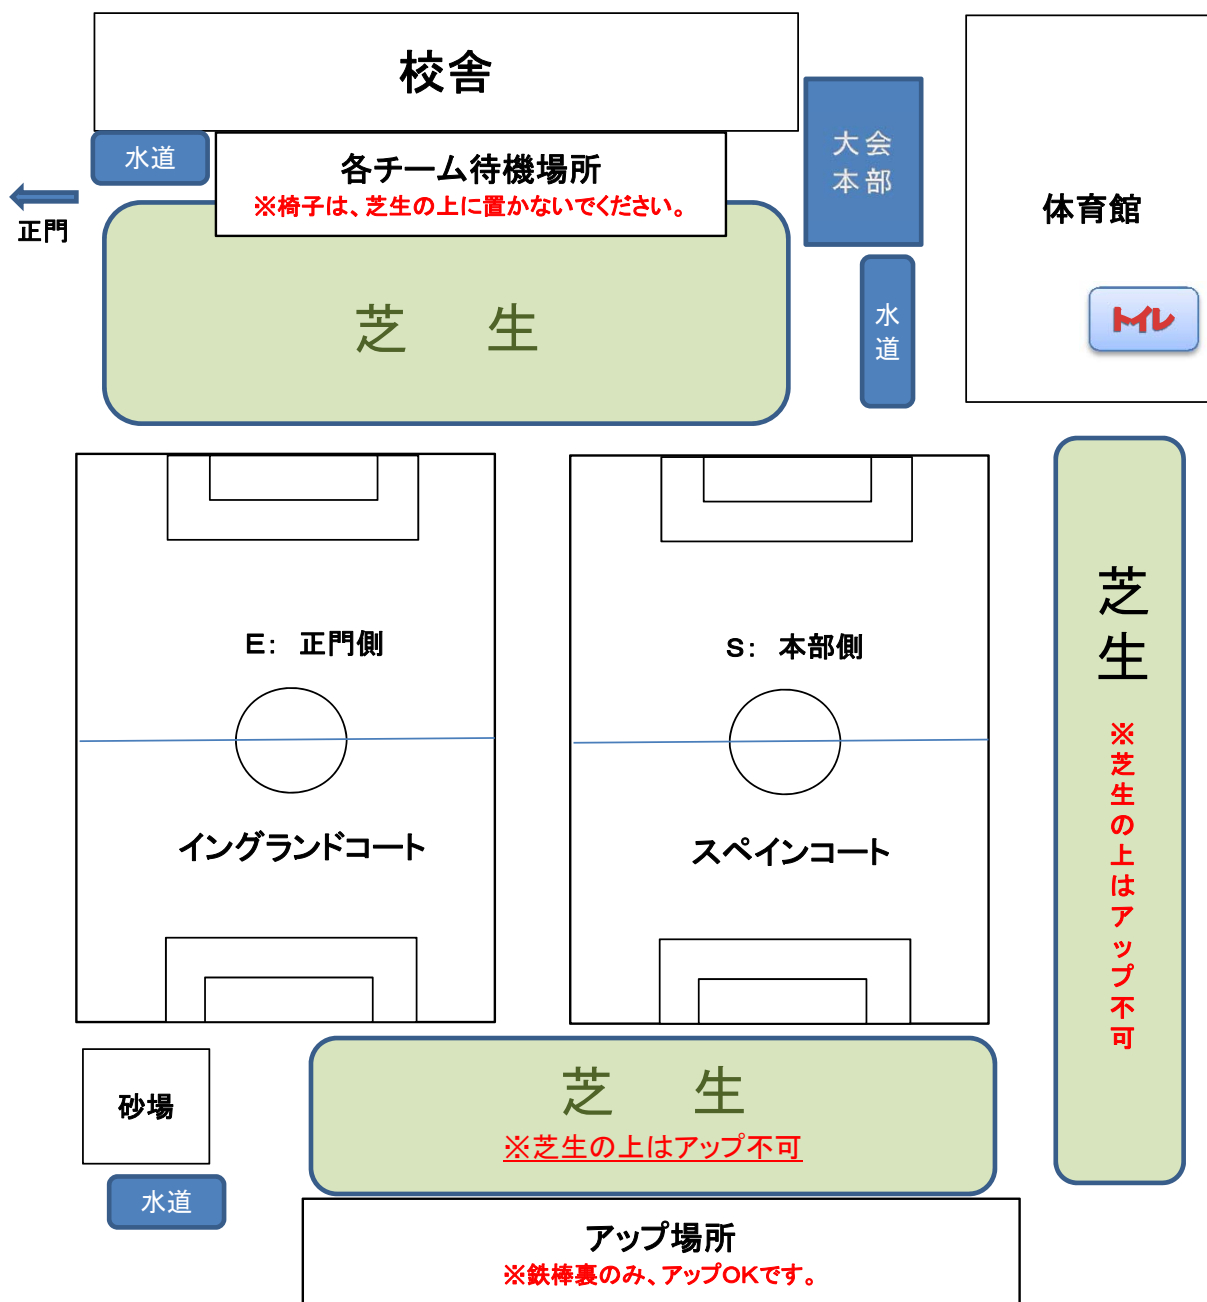 校舎
水道
各チーム待機場所
※椅子は、芝生の上に置かないでください。
大会
本部
正門
体育館
芝　生
水道
トイレ
E：　正門側
イングランドコート
S：　本部側
スペインコート
芝生
※芝生の上はアップ不可
砂場
水道
芝　生
※芝生の上はアップ不可
アップ場所
※鉄棒裏のみ、アップOKです。